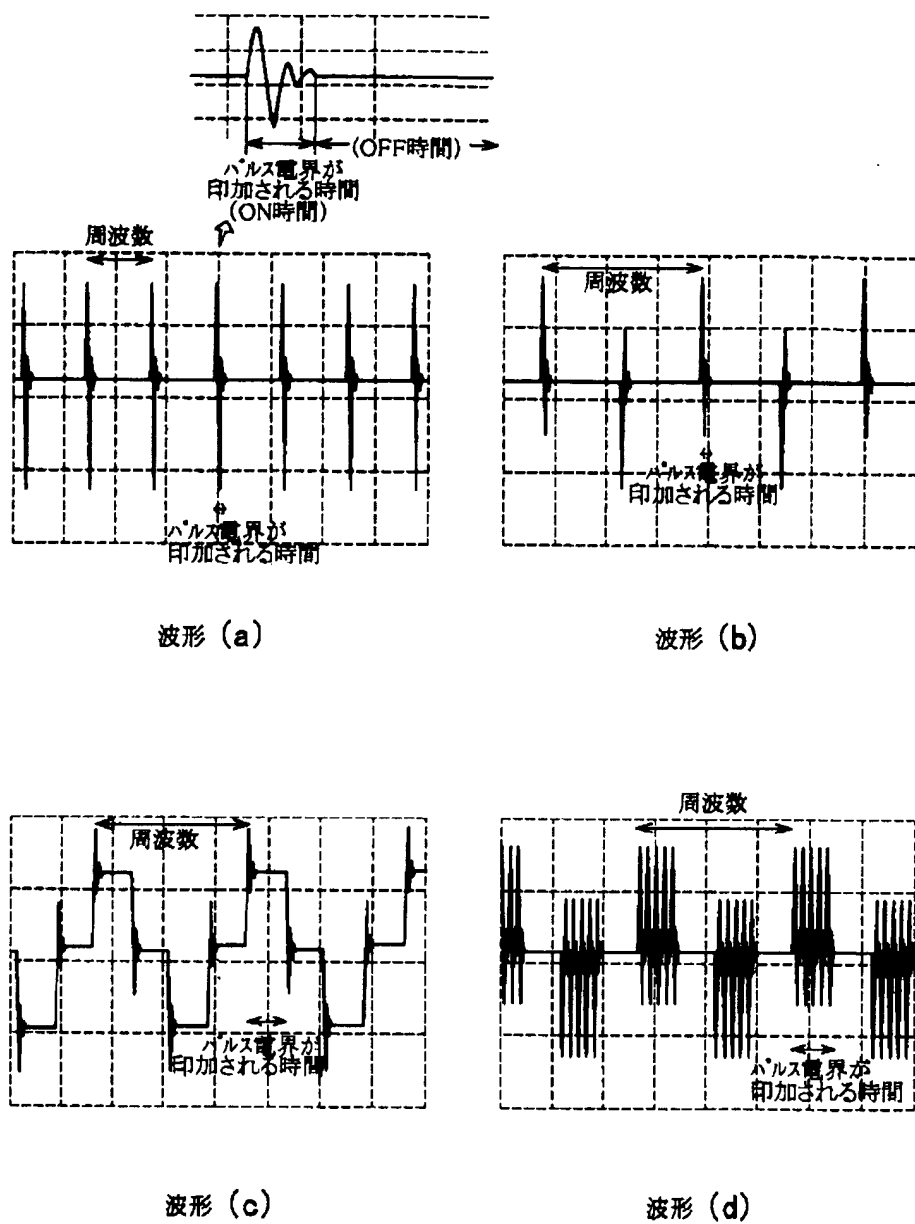 (OFF時間)
パルス電界が
印加される時間
(ON時間)
周波数
パルス電界が
印加される時間
波形 (a)
周波数
パルス電界が
印加される時間
波形 (b)
周波数
パルス電界が
印加される時間
波形 (c)
周波数
パルス電界が
印加される時間
波形 (d)